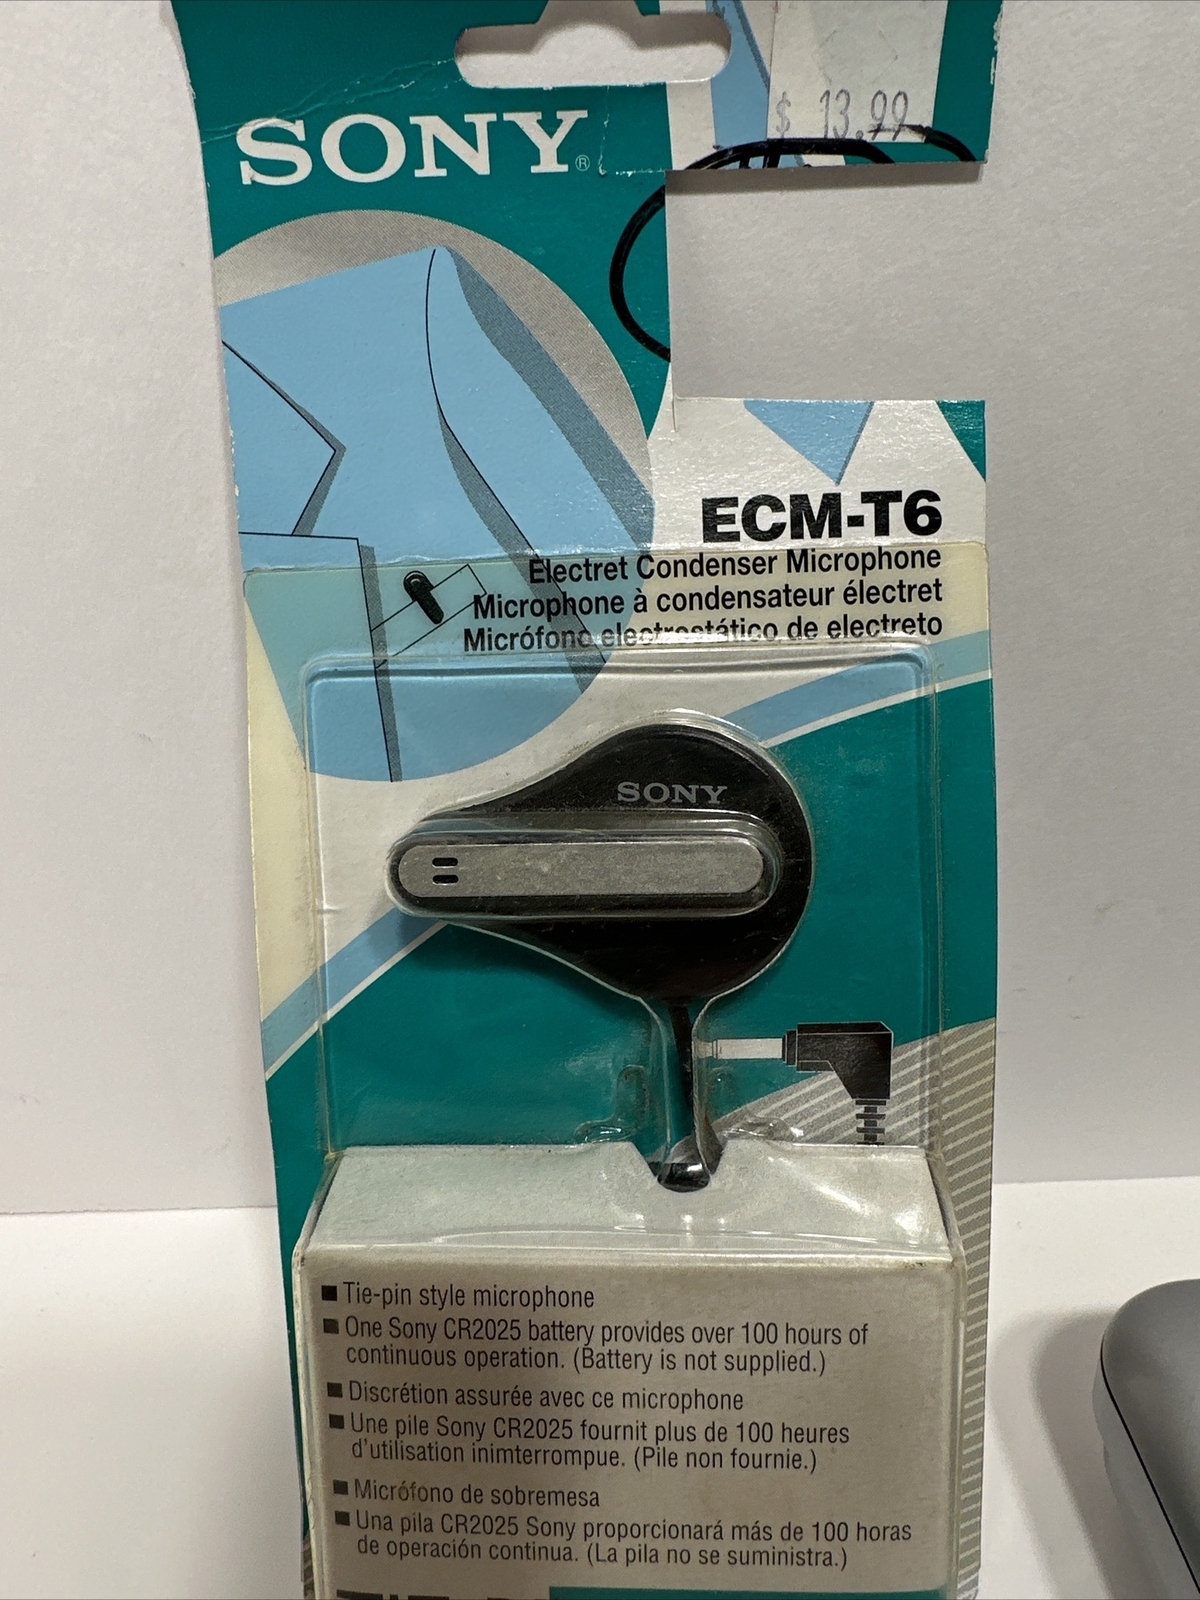 SONY®
$ 13.99
ECM-T6
Electret Condenser Microphone
Microphone à condensateur électret
Micrófono electrostático de electreto
SONY
■ Tie-pin style microphone
■ One Sony CR2025 battery provides over 100 hours of
continuous operation. (Battery is not supplied.)
■ Discrétion assurée avec ce microphone
■ Une pile Sony CR2025 fournit plus de 100 heures
d'utilisation inimterrompue. (Pile non fournie.)
■ Micrófono de sobremesa
■ Una pila CR2025 Sony proporcionará más de 100 horas
de operación continua. (La pila no se suministra.)